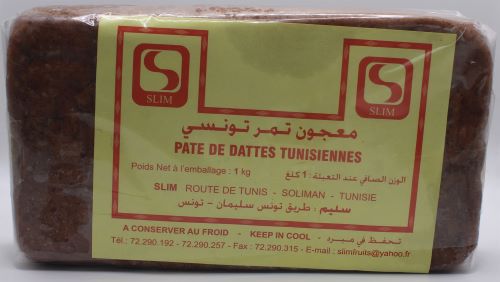 SLIM
SLIM
معجون تمر تونسي
PATE DE DATTES TUNISIENNES
Poids Net à l'emballage : 1 kg الوزن الصافي عند التعبئة : 1 كلغ
SLIM ROUTE DE TUNIS - SOLIMAN - TUNISIE
سليم : طريق تونس سليمان - تونس
A CONSERVER AU FROID - KEEP IN COOL - تحفظ في مبرد
Tél.: 72.290.192 - 72.290.257 - Fax : 72.290.315 - E-mail : slimfruits@yahoo.fr